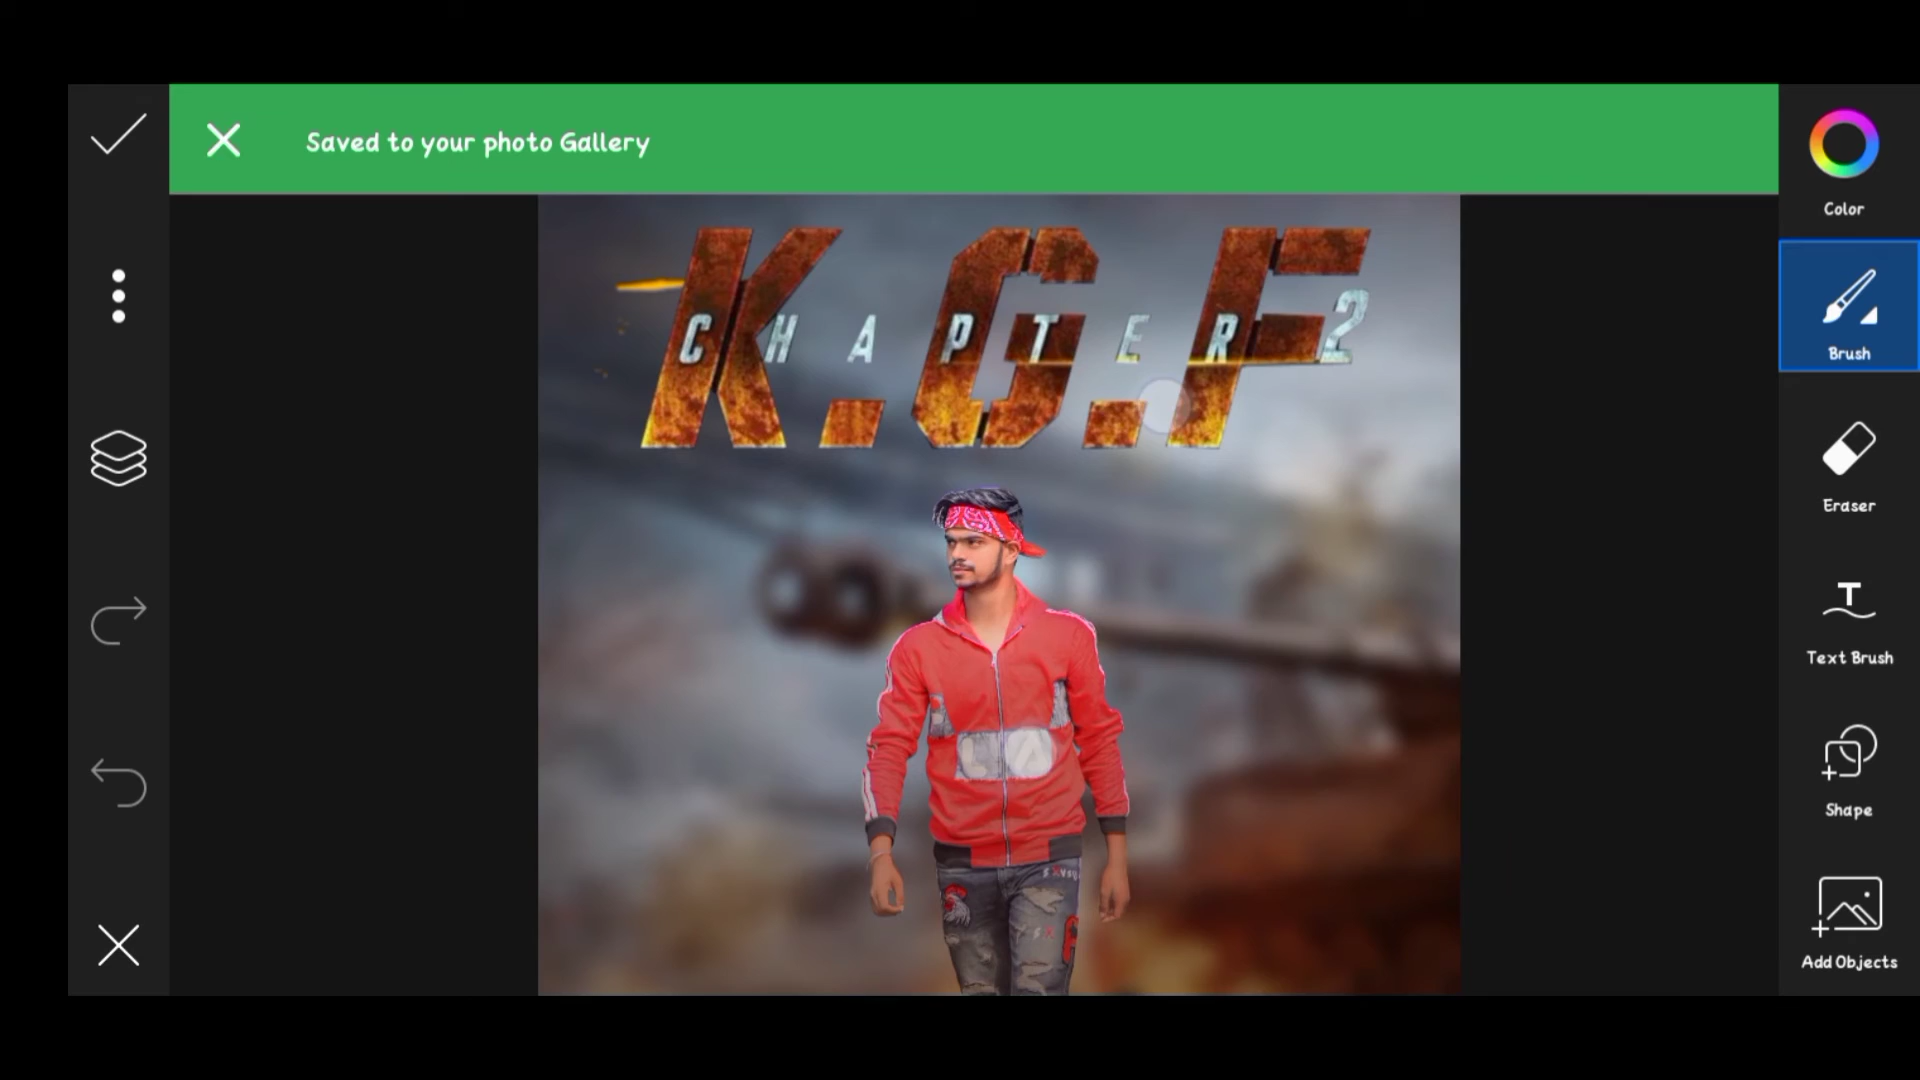 Saved to your photo Gallery
Color
K.G.F
CHAPTER 2
Brush
Eraser
Text Brush
Shape
Add Objects